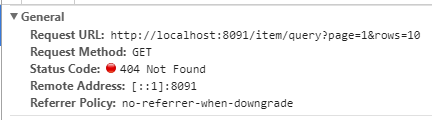 ▼ General
Request URL: http://localhost:8091/item/query?page=1&rows=10
Request Method: GET
Status Code: 404 Not Found
Remote Address: [::1]:8091
Referrer Policy: no-referrer-when-downgrade